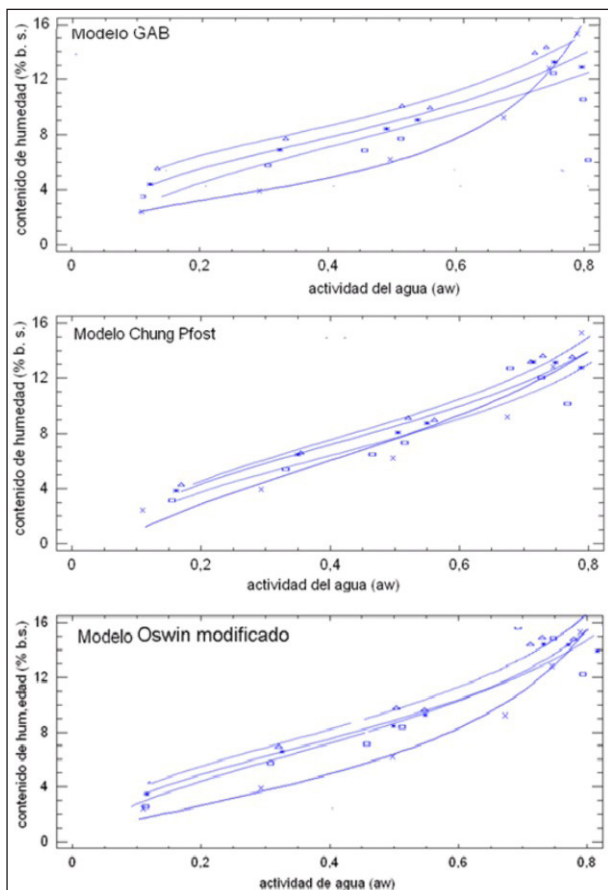 Modelo GAB
contenido de humedad (% b. s.)
16
12
8
4
0
0 0,2 0,4 0,6 0,8
actividad del agua (aw)
Modelo Chung Pfost
contenido de humedad (% b. s.)
16
12
8
4
0
0 0,2 0,4 0,6 0,8
actividad del agua (aw)
Modelo Oswin modificado
contenido de hum.edad (% b.s.)
16
12
8
4
0
0 0,2 0,4 0,6 0,8
actividad de agua (aw)